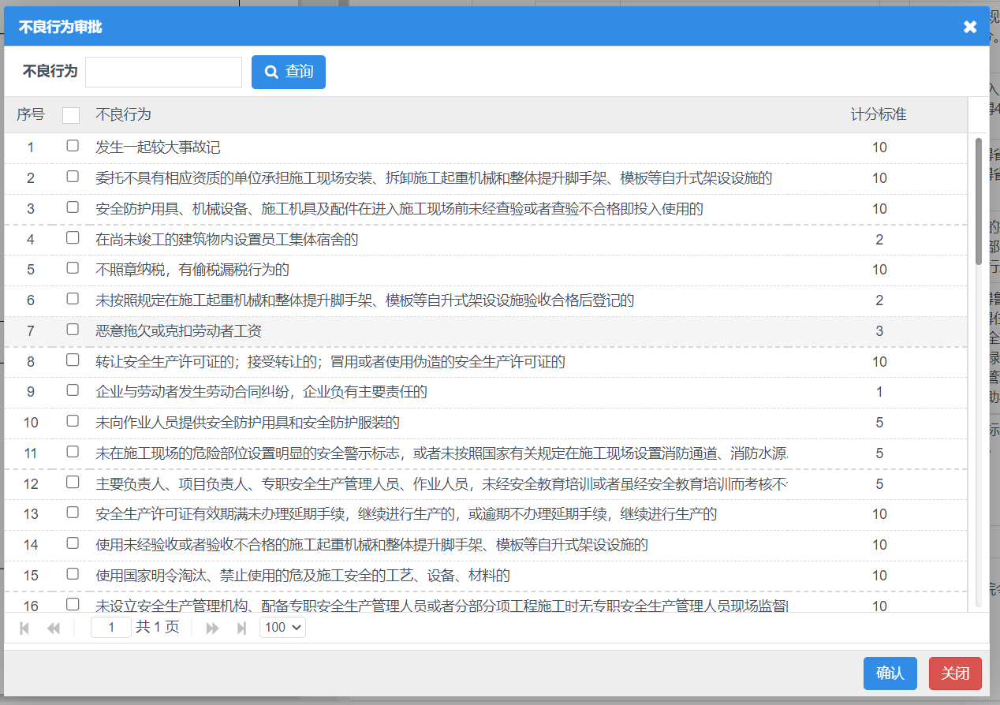 不良行为审批
不良行为 查询
序号 不良行为 计分标准
1 发生一起较大事故记 10
2 委托不具有相应资质的单位承担施工现场安装、拆卸施工起重机械和整体提升脚手架、模板等自升式架设设施的 10
3 安全防护用具、机械设备、施工机具及配件在进入施工现场前未经查验或者查验不合格即投入使用的 10
4 在尚未竣工的建筑物内设置员工集体宿舍的 2
5 不照章纳税，有偷税漏税行为的 10
6 未按照规定在施工起重机械和整体提升脚手架、模板等自升式架设设施验收合格后登记的 2
7 恶意拖欠或克扣劳动者工资 3
8 转让安全生产许可证的；接受转让的；冒用或者使用伪造的安全生产许可证的 10
9 企业与劳动者发生劳动合同纠纷，企业负有主要责任的 1
10 未向作业人员提供安全防护用具和安全防护服装的 5
11 未在施工现场的危险部位设置明显的安全警示标志，或者未按照国家有关规定在施工现场设置消防通道、消防水源 5
12 主要负责人、项目负责人、专职安全生产管理人员、作业人员，未经安全教育培训或者虽经安全教育培训而考核不 5
13 安全生产许可证有效期满未办理延期手续，继续进行生产的，或逾期不办理延期手续，继续进行生产的 10
14 使用未经验收或者验收不合格的施工起重机械和整体提升脚手架、模板等自升式架设设施的 10
15 使用国家明令淘汰、禁止使用的危及施工安全的工艺、设备、材料的 10
16 未设立安全生产管理机构、配备专职安全生产管理人员或者分部分项工程施工时无专职安全生产管理人员现场监督 10
1 共 1 页 100
确认 关闭